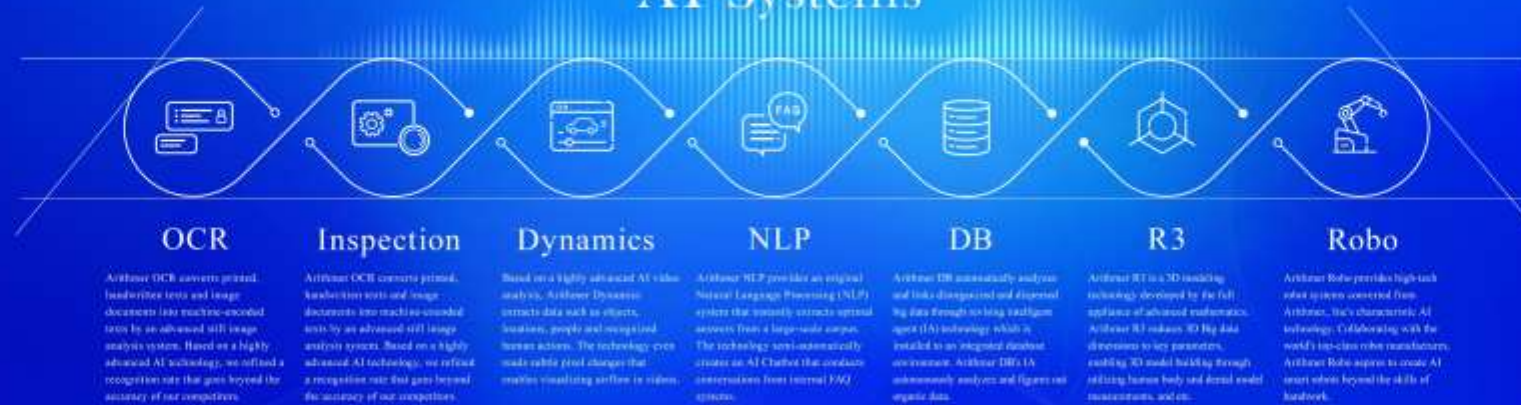 AI Systems
FAQ
OCR
Arithmer OCR converts printed,
handwritten texts and image
documents into machine-encoded
texts by an advanced still image
analysis system. Based on a highly
advanced AI technology, we refined a
recognition rate that goes beyond the
accuracy of our competitors.
Inspection
Arithmer OCR converts printed,
handwritten texts and image
documents into machine-encoded
texts by an advanced still image
analysis system. Based on a highly
advanced AI technology, we refined
a recognition rate that goes beyond
the accuracy of our competitors.
Dynamics
Based on a highly advanced AI video
analysis, Arithmer Dynamics
extracts data such as objects,
locations, people and recognized
human actions. The technology even
reads subtle pixel changes that
enables visualizing airflow in videos.
NLP
Arithmer NLP provides an original
Natural Language Processing (NLP)
system that instantly extracts optimal
answers from a large-scale corpus.
The technology semi-automatically
creates an AI Chatbot that conducts
conversations from internal FAQ
systems.
DB
Arithmer DB automatically analyzes
and links disorganized and dispersed
big data through revising intelligent
agent (IA) technology which is
installed to an integrated database
environment. Arithmer DB's IA
autonomously analyzes and figures out
organic data.
R3
Arithmer R3 is a 3D modeling
technology developed by the full
appliance of advanced mathematics.
Arithmer R3 reduces 3D Big data
dimensions to key parameters,
enabling 3D model building through
utilizing human body and dental model
measurements, and etc.
Robo
Arithmer Robo provides high-tech
robot systems converted from
Arithmer, Inc's characteristic AI
technology. Collaborating with the
world's top-class robot manufacturers,
Arithmer Robo aspires to create AI
smart robots beyond the skills of
handwork.